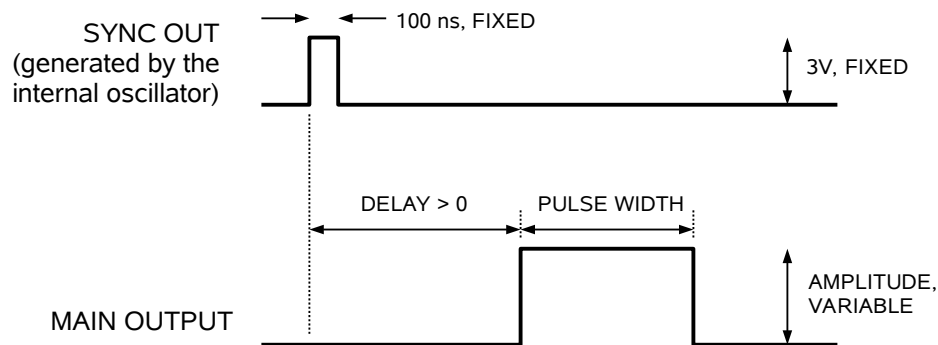 100 ns, FIXED
SYNC OUT
(generated by the
internal oscillator)
3V, FIXED
DELAY > 0
PULSE WIDTH
AMPLITUDE,
VARIABLE
MAIN OUTPUT